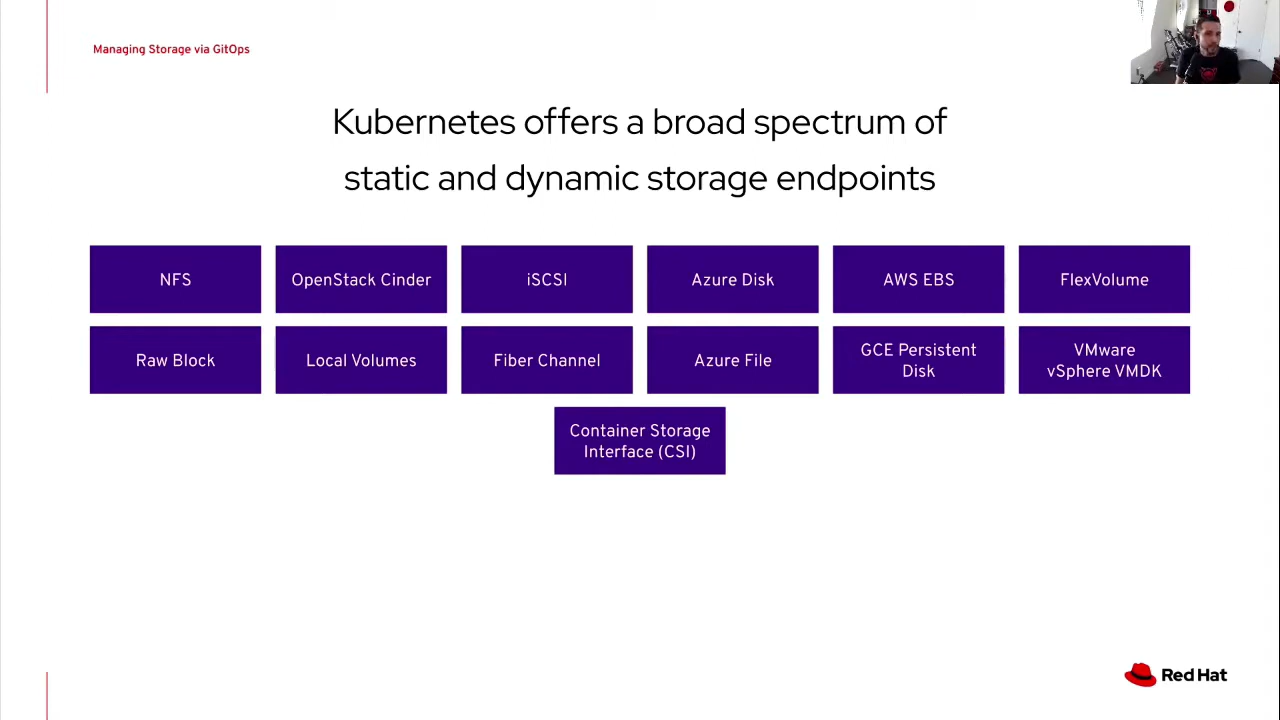 Managing Storage via GitOps
Kubernetes offers a broad spectrum of
static and dynamic storage endpoints
NFS
OpenStack Cinder
iSCSI
Azure Disk
AWS EBS
FlexVolume
Raw Block
Local Volumes
Fiber Channel
Azure File
GCE Persistent
Disk
VMware
vSphere VMDK
Container Storage
Interface (CSI)
Red Hat